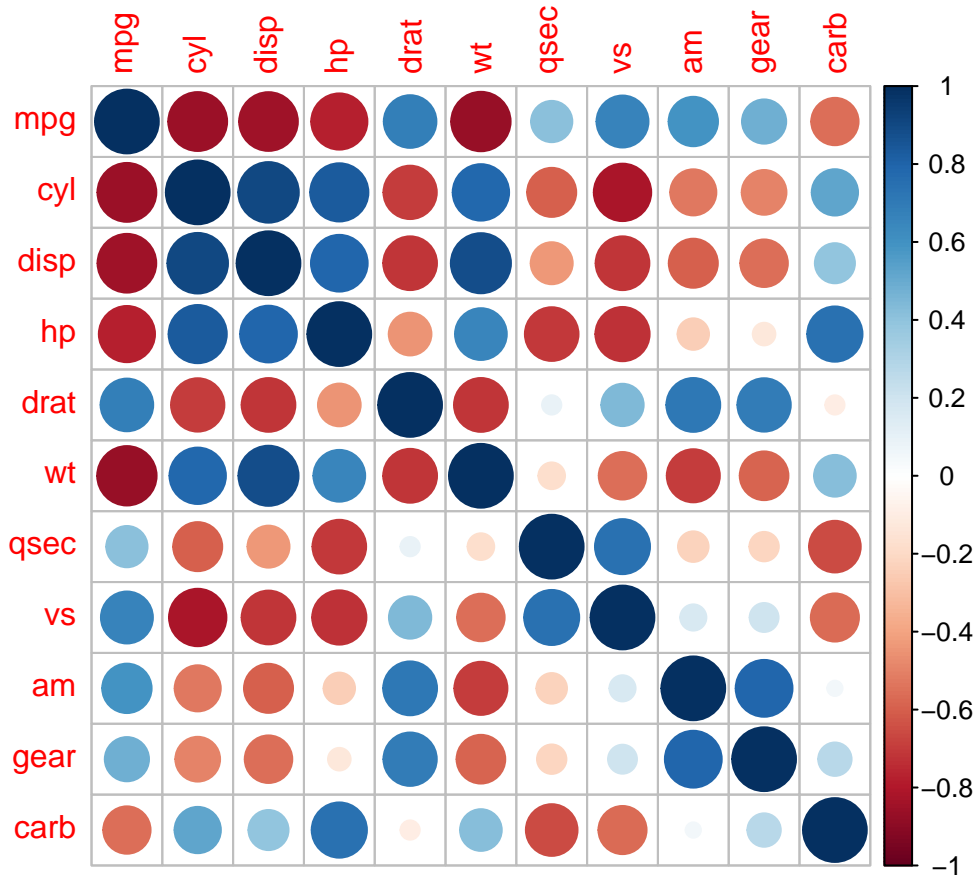 mpg cyl disp hp drat wt qsec vs am gear carb
mpg
cyl
disp
hp
drat
wt
qsec
vs
am
gear
carb
1
0.8
0.6
0.4
0.2
0
−0.2
−0.4
−0.6
−0.8
−1